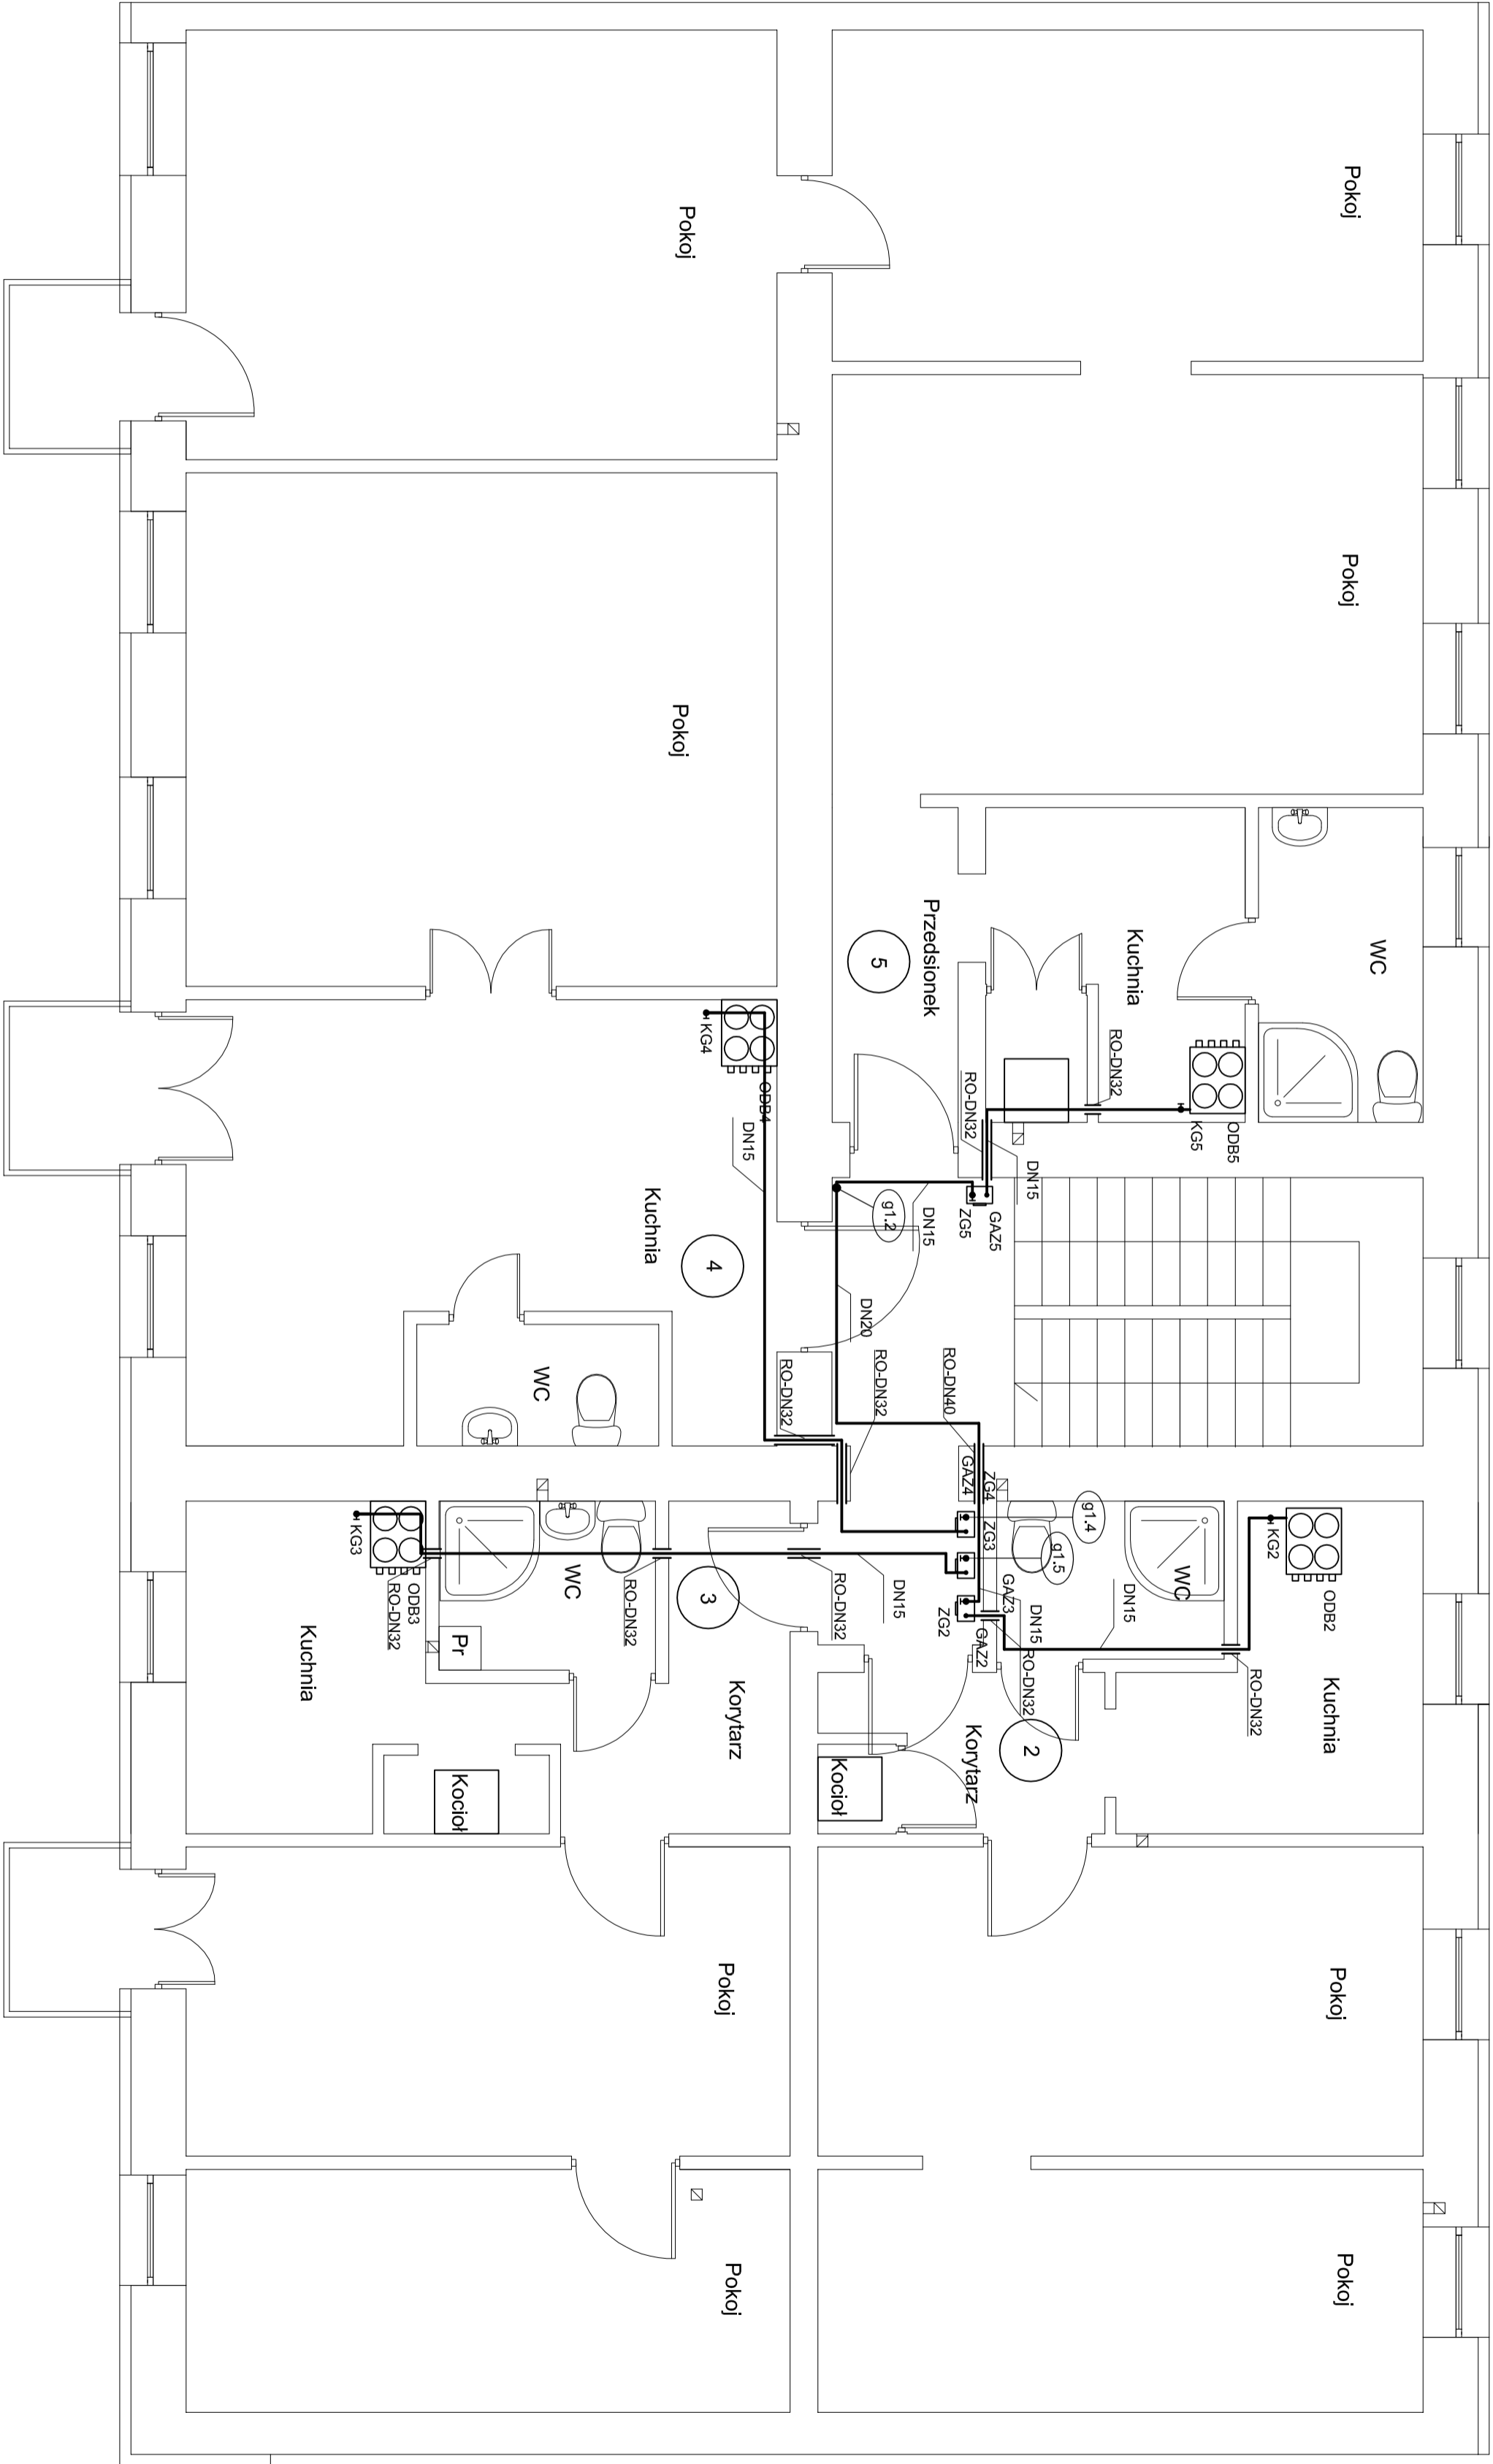 Pokoj
Pokoj
Pokoj
Pokoj
WC
Kuchnia
Przedsionek
5
RO-DN32
RO-DN32
KG5
ODB5
DN15
GAZ5
ZG5
g1.2
DN15
KG4
ODB4
DN15
Kuchnia
4
DN20
RO-DN32
RO-DN32
RO-DN40
WC
ZG4
GAZ4
g1.4
ZG3
g1.5
GAZ3
DN15
ZG2
GAZ2
RO-DN32
WC
DN15
KG2
ODB2
RO-DN32
Kuchnia
KG3
ODB3
RO-DN32
WC
RO-DN32
3
RO-DN32
DN15
Pr
Kuchnia
Korytarz
2
Korytarz
Kocioł
Kocioł
Pokoj
Pokoj
Pokoj
Pokoj